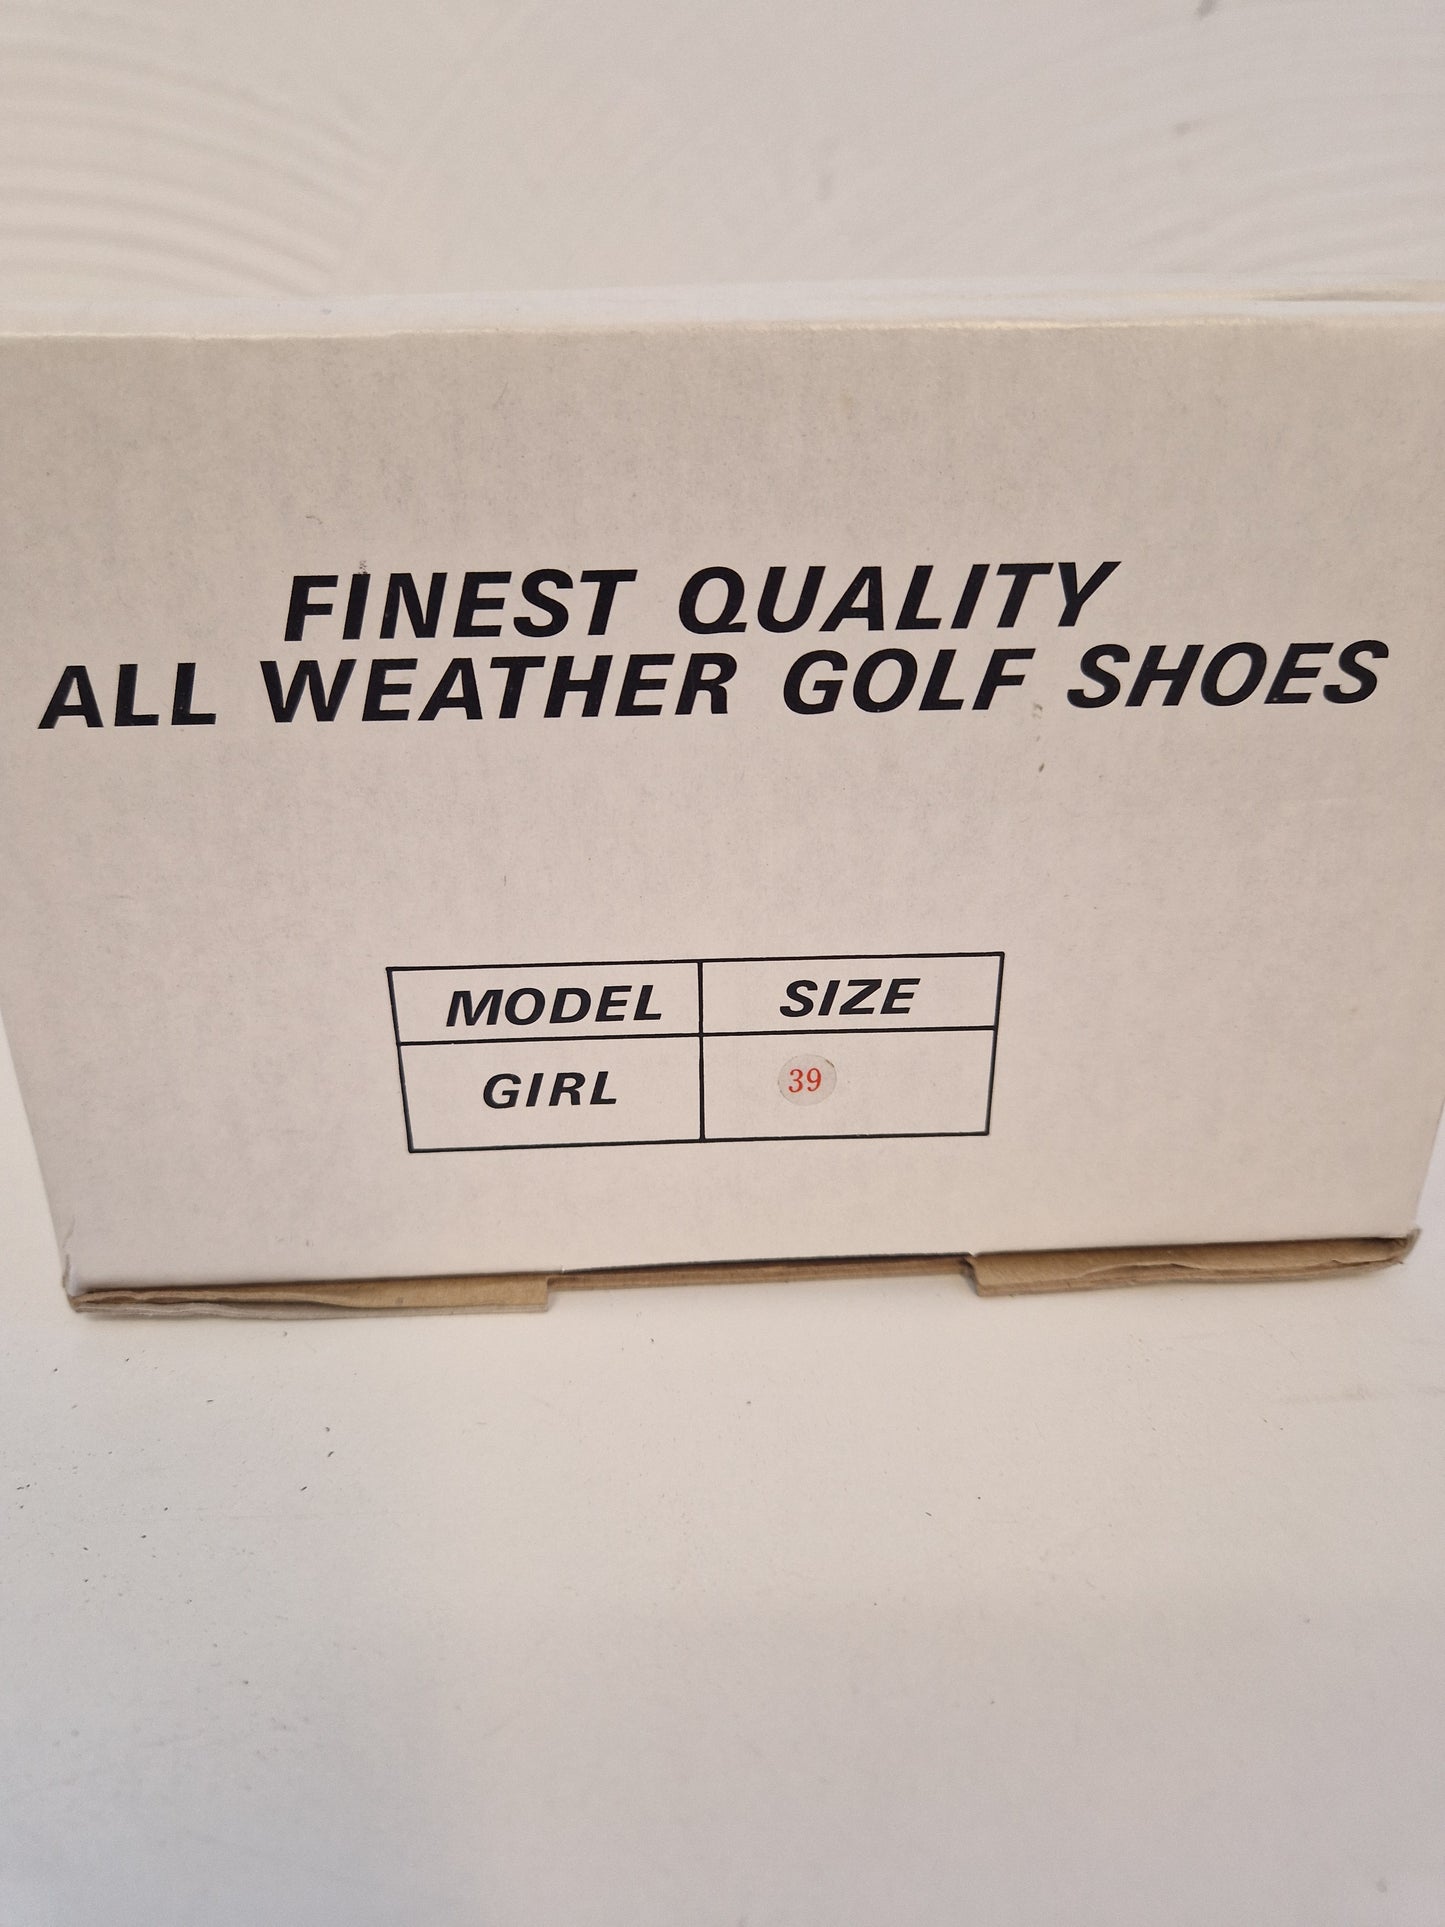 FINEST QUALITY
ALL WEATHER GOLF SHOES
MODEL SIZE
GIRL 39